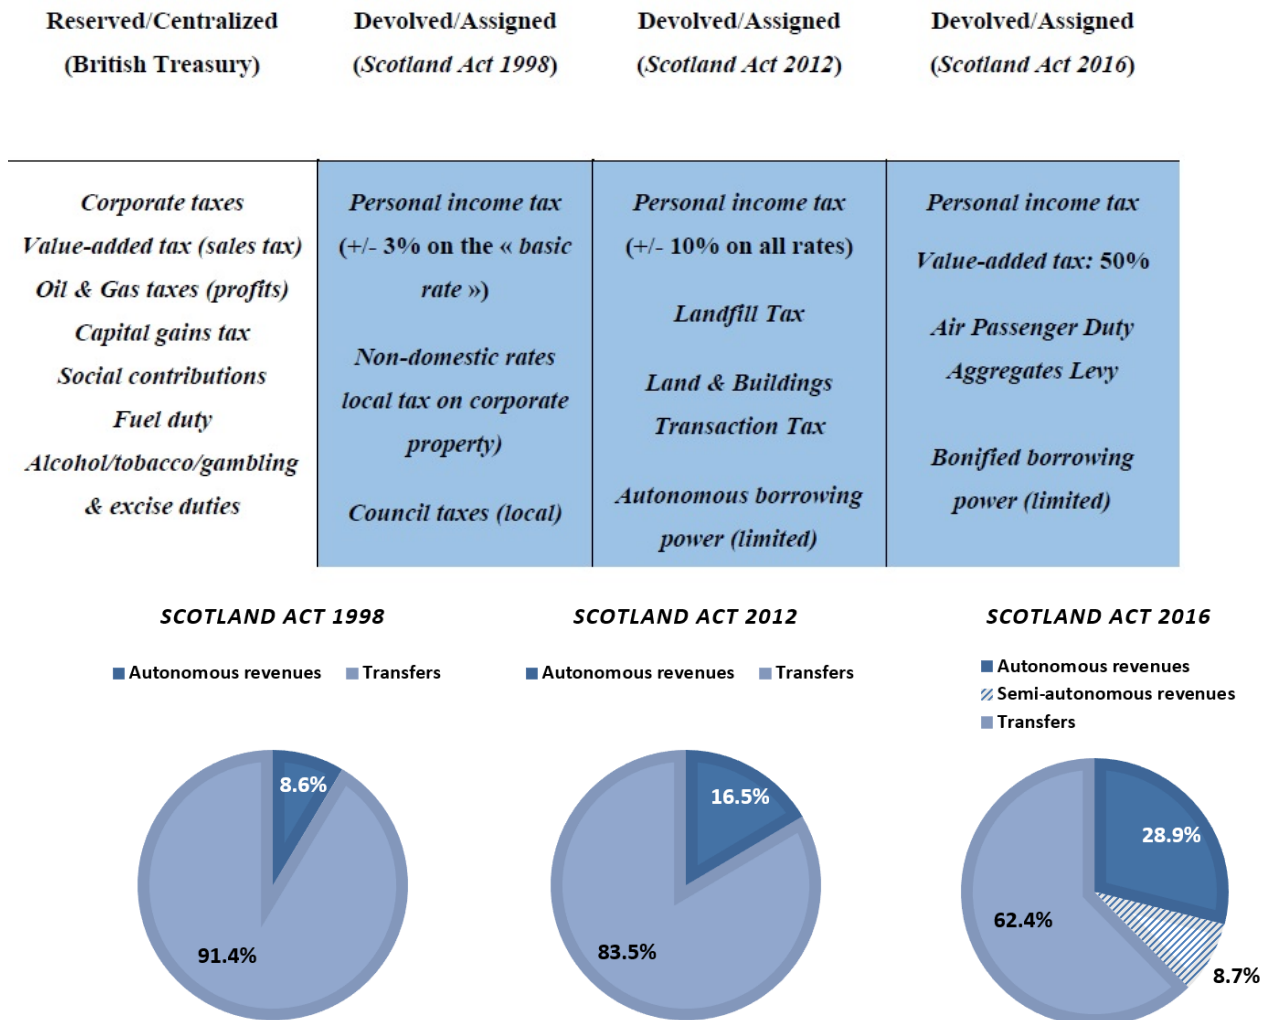 Reserved/Centralized
(British Treasury)
Devolved/Assigned
(Scotland Act 1998)
Devolved/Assigned
(Scotland Act 2012)
Devolved/Assigned
(Scotland Act 2016)
Corporate taxes
Value-added tax (sales tax)
Oil & Gas taxes (profits)
Capital gains tax
Social contributions
Fuel duty
Alcohol/tobacco/gambling
& excise duties
Personal income tax
(+/- 3% on the « basic
rate »)
Non-domestic rates
local tax on corporate
property)
Council taxes (local)
Personal income tax
(+/- 10% on all rates)
Landfill Tax
Land & Buildings
Transaction Tax
Autonomous borrowing
power (limited)
Personal income tax
Value-added tax: 50%
Air Passenger Duty
Aggregates Levy
Bonified borrowing
power (limited)
SCOTLAND ACT 1998
Autonomous revenues
Transfers
8.6%
91.4%
SCOTLAND ACT 2012
Autonomous revenues
Transfers
16.5%
83.5%
SCOTLAND ACT 2016
Autonomous revenues
Semi-autonomous revenues
Transfers
28.9%
62.4%
8.7%